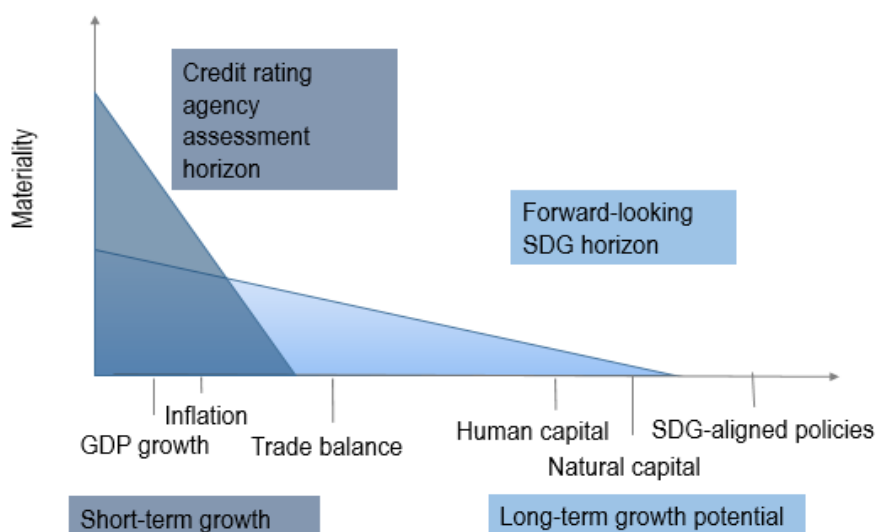 Credit rating
agency
assessment
horizon
Materiality
Forward-looking
SDG horizon
Inflation
GDP growth
Trade balance
Human capital
SDG-aligned policies
Natural capital
Short-term growth
Long-term growth potential